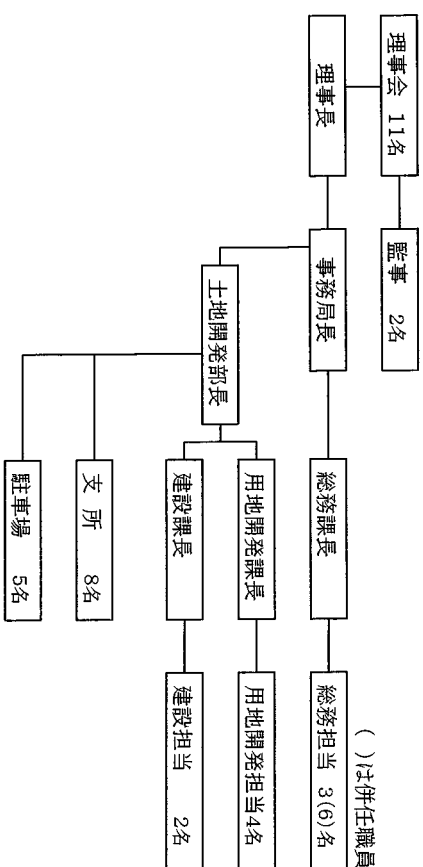 理事会 11名
監事 2名
理事長
事務局長
総務課長
総務担当 3(6)名
( )は併任職員
土地開発部長
用地開発課長
用地開発担当4名
建設課長
建設担当 2名
支 所 8名
駐車場 5名